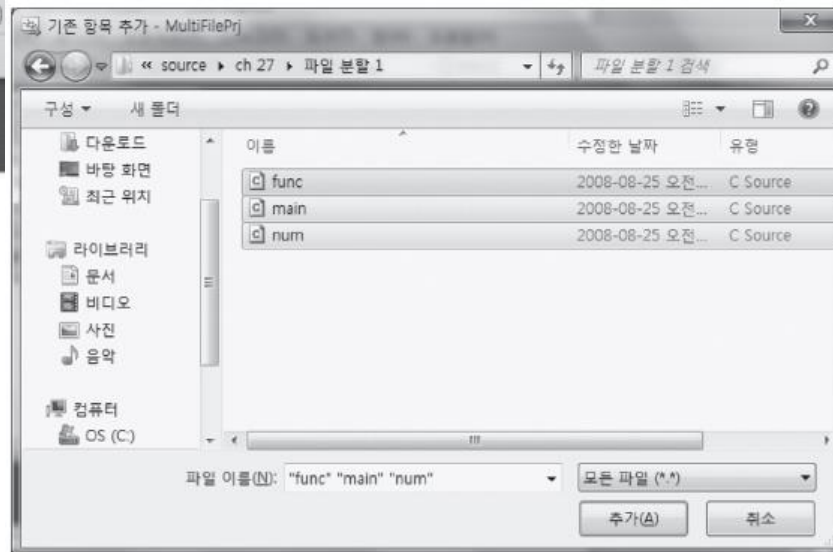 기존 항목 추가 - MultiFilePrj
« source ▸ ch 27 ▸ 파일 분할 1
파일 분할 1 검색
구성 새 폴더
이름 수정한 날짜 유형
다운로드
바탕 화면
최근 위치
라이브러리
문서
비디오
사진
음악
컴퓨터
OS (C:)
func 2008-08-25 오전... C Source
main 2008-08-25 오전... C Source
num 2008-08-25 오전... C Source
파일 이름(N): "func" "main" "num"
모든 파일 (*.*)
추가(A) 취소